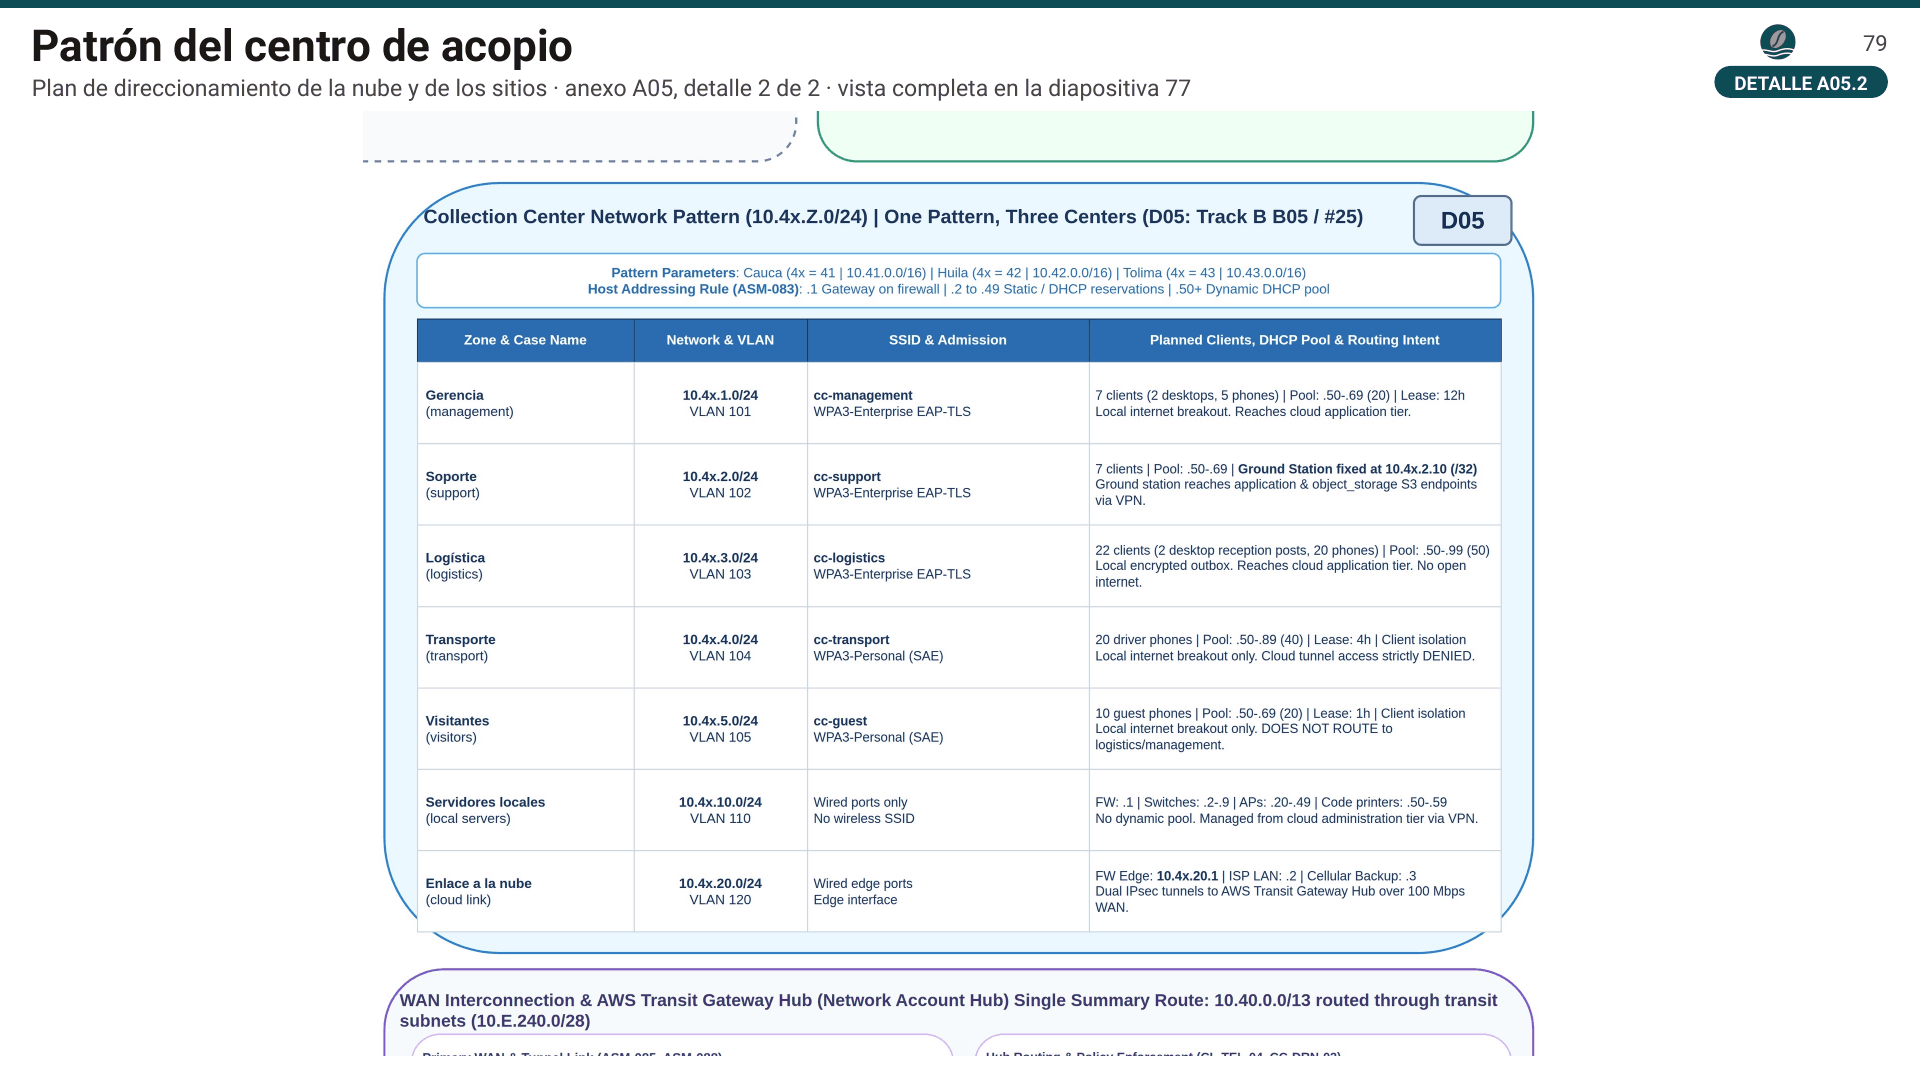 Patrón del centro de acopio
79
Plan de direccionamiento de la nube y de los sitios · anexo A05, detalle 2 de 2 · vista completa en la diapositiva 77
DETALLE A05.2
Collection Center Network Pattern (10.4x.Z.0/24) | One Pattern, Three Centers (D05: Track B B05 / #25)
D05
Pattern Parameters: Cauca (4x = 41 | 10.41.0.0/16) | Huila (4x = 42 | 10.42.0.0/16) | Tolima (4x = 43 | 10.43.0.0/16)
Host Addressing Rule (ASM-083): .1 Gateway on firewall | .2 to .49 Static / DHCP reservations | .50+ Dynamic DHCP pool
Zone & Case Name
Network & VLAN
SSID & Admission
Planned Clients, DHCP Pool & Routing Intent
Gerencia
(management)
10.4x.1.0/24
VLAN 101
cc-management
WPA3-Enterprise EAP-TLS
7 clients (2 desktops, 5 phones) | Pool: .50-.69 (20) | Lease: 12h
Local internet breakout. Reaches cloud application tier.
Soporte
(support)
10.4x.2.0/24
VLAN 102
cc-support
WPA3-Enterprise EAP-TLS
7 clients | Pool: .50-.69 | Ground Station fixed at 10.4x.2.10 (/32)
Ground station reaches application & object_storage S3 endpoints
via VPN.
Logística
(logistics)
10.4x.3.0/24
VLAN 103
cc-logistics
WPA3-Enterprise EAP-TLS
22 clients (2 desktop reception posts, 20 phones) | Pool: .50-.99 (50)
Local encrypted outbox. Reaches cloud application tier. No open
internet.
Transporte
(transport)
10.4x.4.0/24
VLAN 104
cc-transport
WPA3-Personal (SAE)
20 driver phones | Pool: .50-.89 (40) | Lease: 4h | Client isolation
Local internet breakout only. Cloud tunnel access strictly DENIED.
Visitantes
(visitors)
10.4x.5.0/24
VLAN 105
cc-guest
WPA3-Personal (SAE)
10 guest phones | Pool: .50-.69 (20) | Lease: 1h | Client isolation
Local internet breakout only. DOES NOT ROUTE to
logistics/management.
Servidores locales
(local servers)
10.4x.10.0/24
VLAN 110
Wired ports only
No wireless SSID
FW: .1 | Switches: .2-.9 | APs: .20-.49 | Code printers: .50-.59
No dynamic pool. Managed from cloud administration tier via VPN.
Enlace a la nube
(cloud link)
10.4x.20.0/24
VLAN 120
Wired edge ports
Edge interface
FW Edge: 10.4x.20.1 | ISP LAN: .2 | Cellular Backup: .3
Dual IPsec tunnels to AWS Transit Gateway Hub over 100 Mbps
WAN.
WAN Interconnection & AWS Transit Gateway Hub (Network Account Hub) Single Summary Route: 10.40.0.0/13 routed through transit
subnets (10.E.240.0/28)